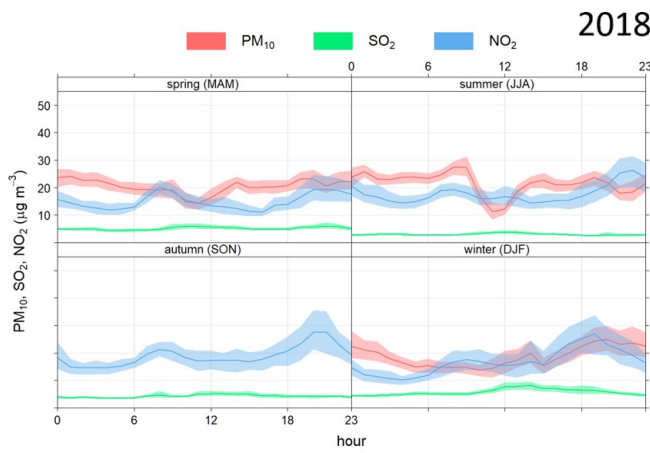 2018
PM10 SO2 NO2
0 6 12 18 23
spring (MAM) summer (JJA)
50
40
30
20
10
PM10, SO2, NO2 (μg m−3)
autumn (SON) winter (DJF)
0 6 12 18 23
hour